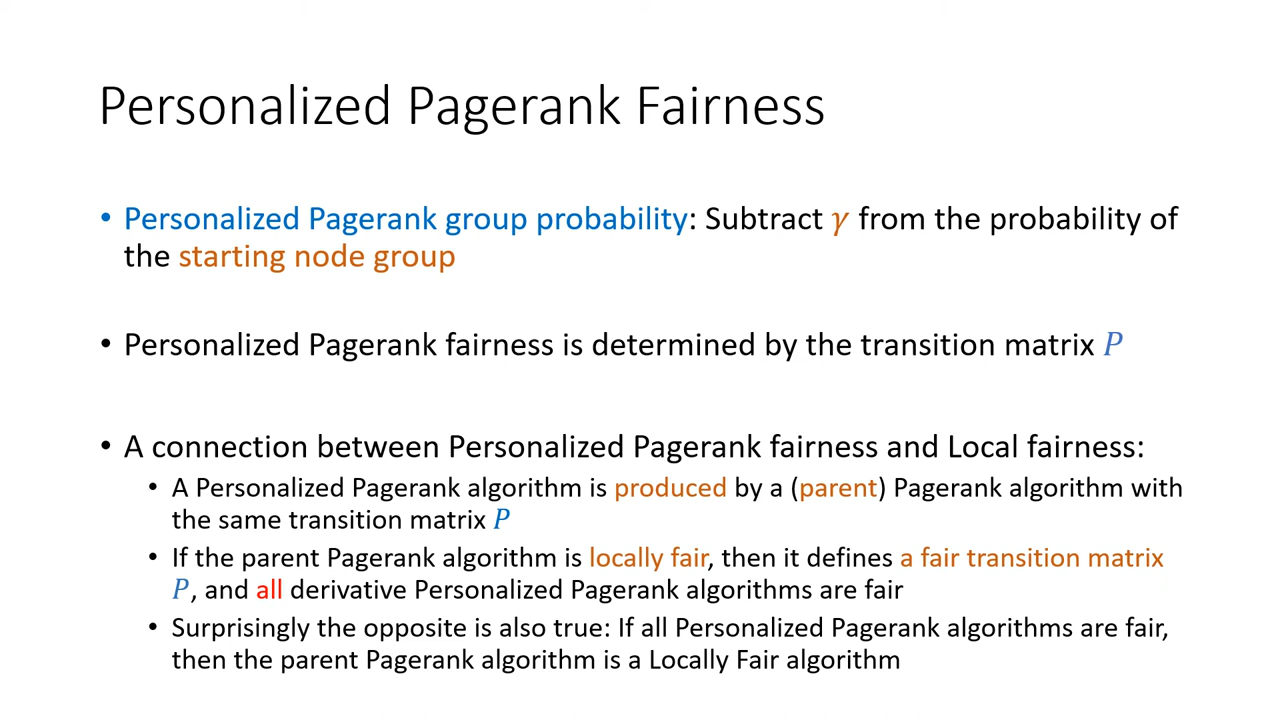 Personalized Pagerank Fairness
• Personalized Pagerank group probability: Subtract γ from the probability of
the starting node group
• Personalized Pagerank fairness is determined by the transition matrix P
• A connection between Personalized Pagerank fairness and Local fairness:
• A Personalized Pagerank algorithm is produced by a (parent) Pagerank algorithm with
the same transition matrix P
• If the parent Pagerank algorithm is locally fair, then it defines a fair transition matrix
P, and all derivative Personalized Pagerank algorithms are fair
• Surprisingly the opposite is also true: If all Personalized Pagerank algorithms are fair,
then the parent Pagerank algorithm is a Locally Fair algorithm